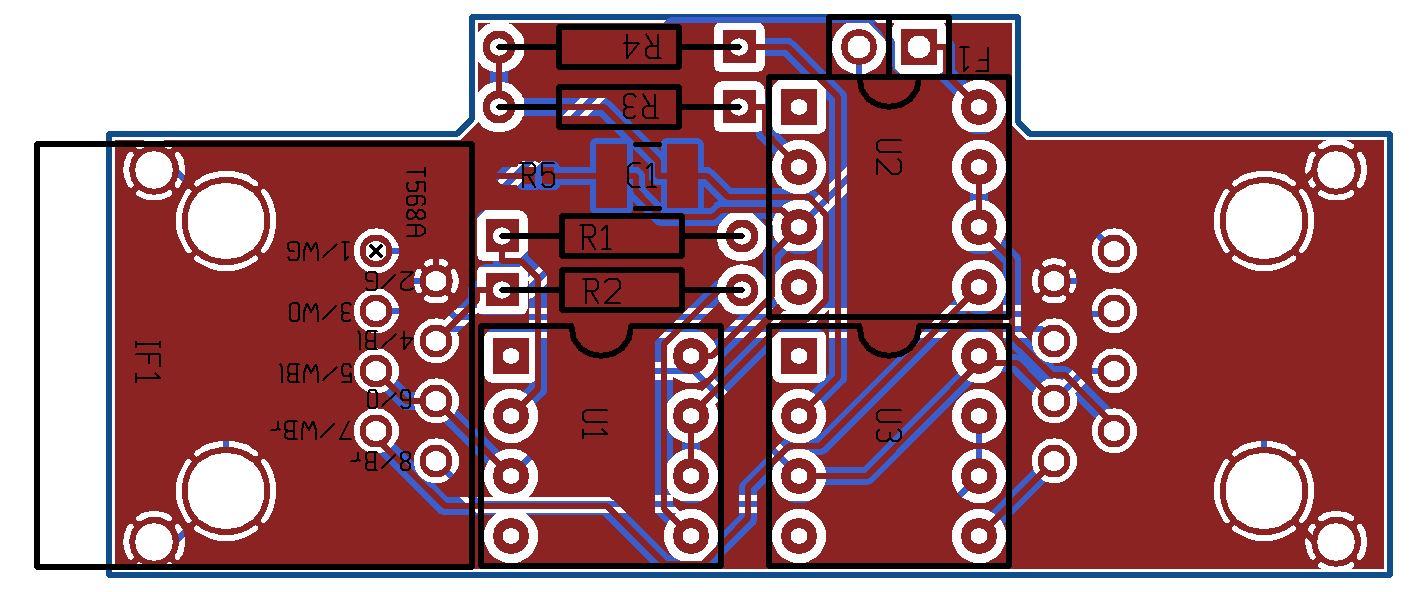 R4
F1
R3
U2
R5
C1
T568A
1/WG
R1
2/G
R2
3/WO
4/Bl
IF1
5/WBl
6/O
U1
U3
7/WBr
8/Br